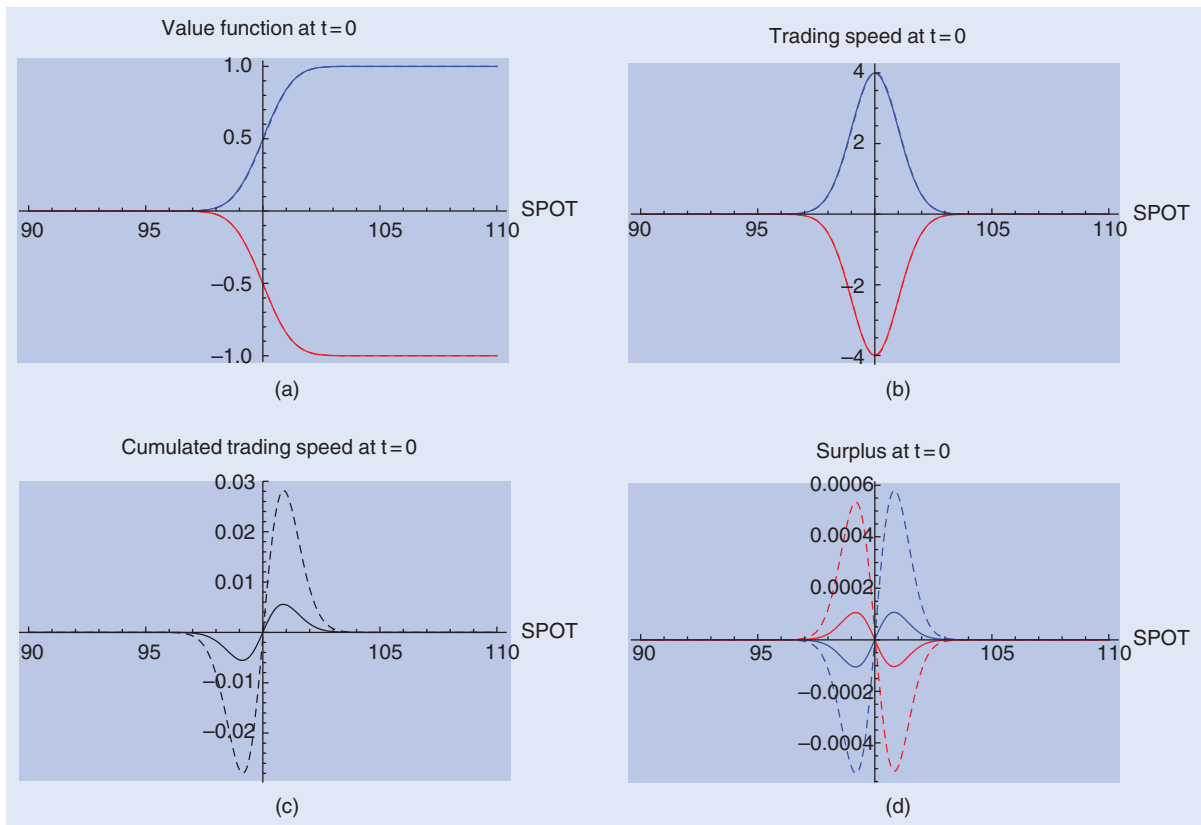 Value function at t=0
1.0
0.5
−0.5
−1.0
90
95
105
110
SPOT
(a)
Trading speed at t=0
4
2
−2
−4
90
95
105
110
SPOT
(b)
Cumulated trading speed at t=0
0.03
0.02
0.01
−0.01
−0.02
90
95
105
110
SPOT
(c)
Surplus at t=0
0.0006
0.0004
0.0002
−0.0002
−0.0004
90
95
105
110
SPOT
(d)